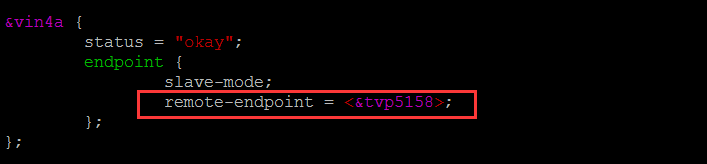 &vin4a {
status = "okay";
endpoint {
slave-mode;
remote-endpoint = <&tvp5158>;
};
};